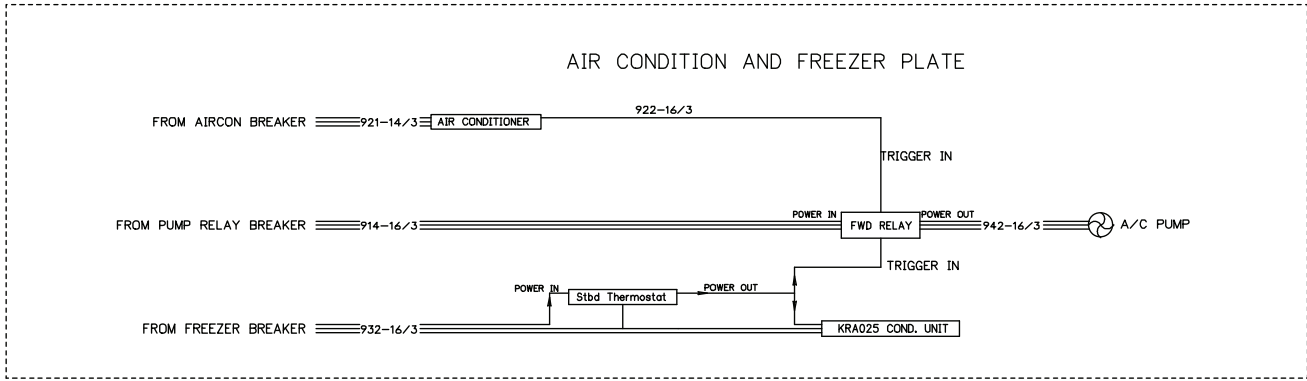 AIR CONDITION AND FREEZER PLATE
922-16/3
FROM AIRCON BREAKER 921-14/3 AIR CONDITIONER
TRIGGER IN
POWER IN POWER OUT
FROM PUMP RELAY BREAKER 914-16/3 FWD RELAY 942-16/3 A/C PUMP
TRIGGER IN
POWER IN Stbd Thermostat POWER OUT
FROM FREEZER BREAKER 932-16/3 KRA025 COND. UNIT